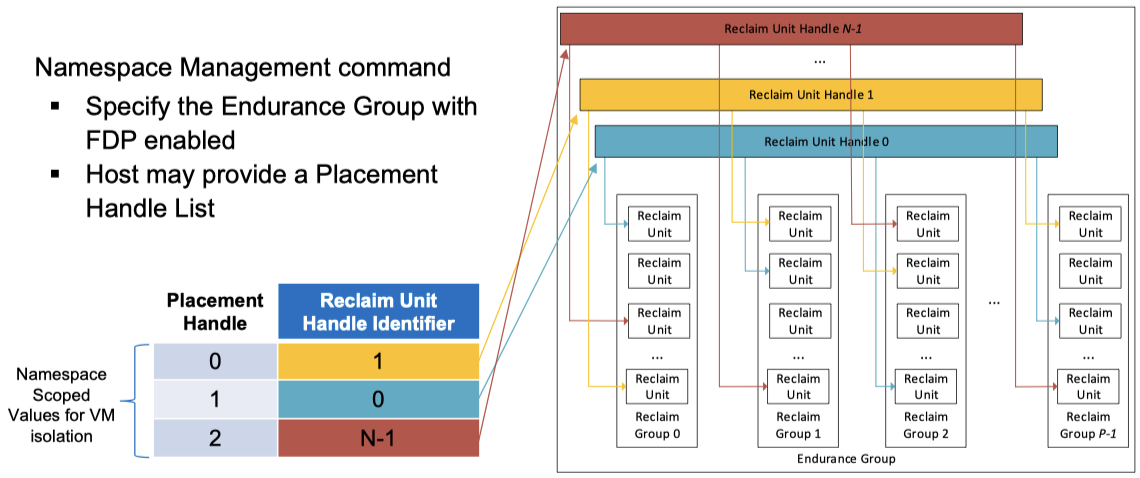 Namespace Management command
▪ Specify the Endurance Group with
FDP enabled
▪ Host may provide a Placement
Handle List
Placement
Handle
Reclaim Unit
Handle Identifier
0
1
1
0
2
N-1
Namespace
Scoped
Values for VM
isolation
Reclaim Unit Handle N-1
...
Reclaim Unit Handle 1
Reclaim Unit Handle 0
Reclaim
Unit
Reclaim
Unit
Reclaim
Unit
...
Reclaim
Unit
Reclaim
Group 0
Reclaim
Unit
Reclaim
Unit
Reclaim
Unit
...
Reclaim
Unit
Reclaim
Group 1
Reclaim
Unit
Reclaim
Unit
Reclaim
Unit
...
Reclaim
Unit
Reclaim
Group 2
...
Reclaim
Unit
Reclaim
Unit
Reclaim
Unit
...
Reclaim
Unit
Reclaim
Group P-1
Endurance Group